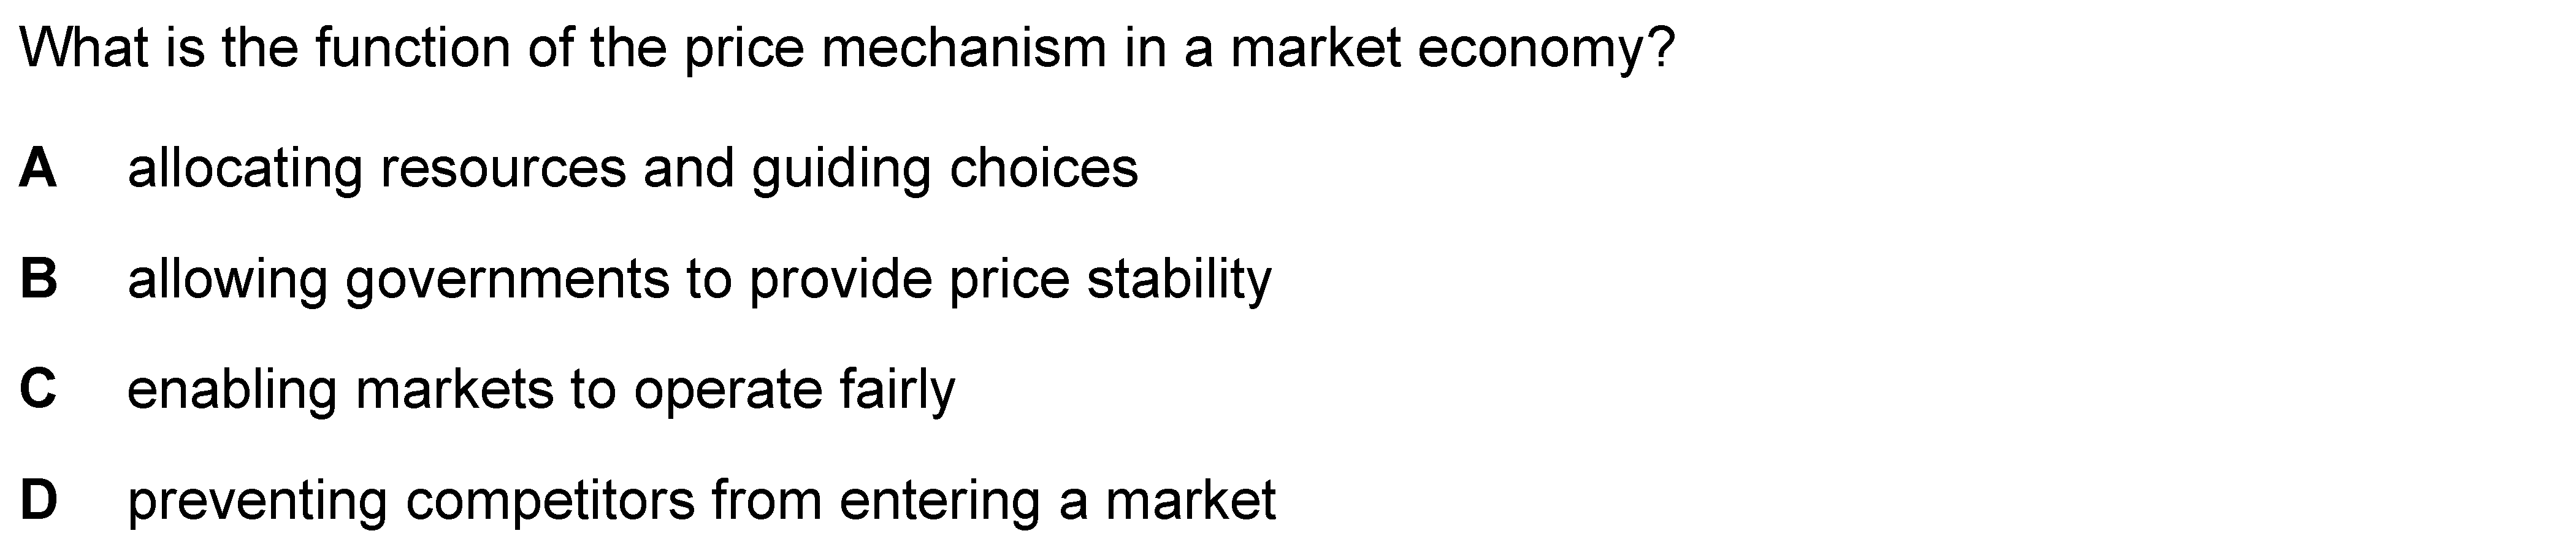 What is the function of the price mechanism in a market economy?
A allocating resources and guiding choices
B allowing governments to provide price stability
C enabling markets to operate fairly
D preventing competitors from entering a market